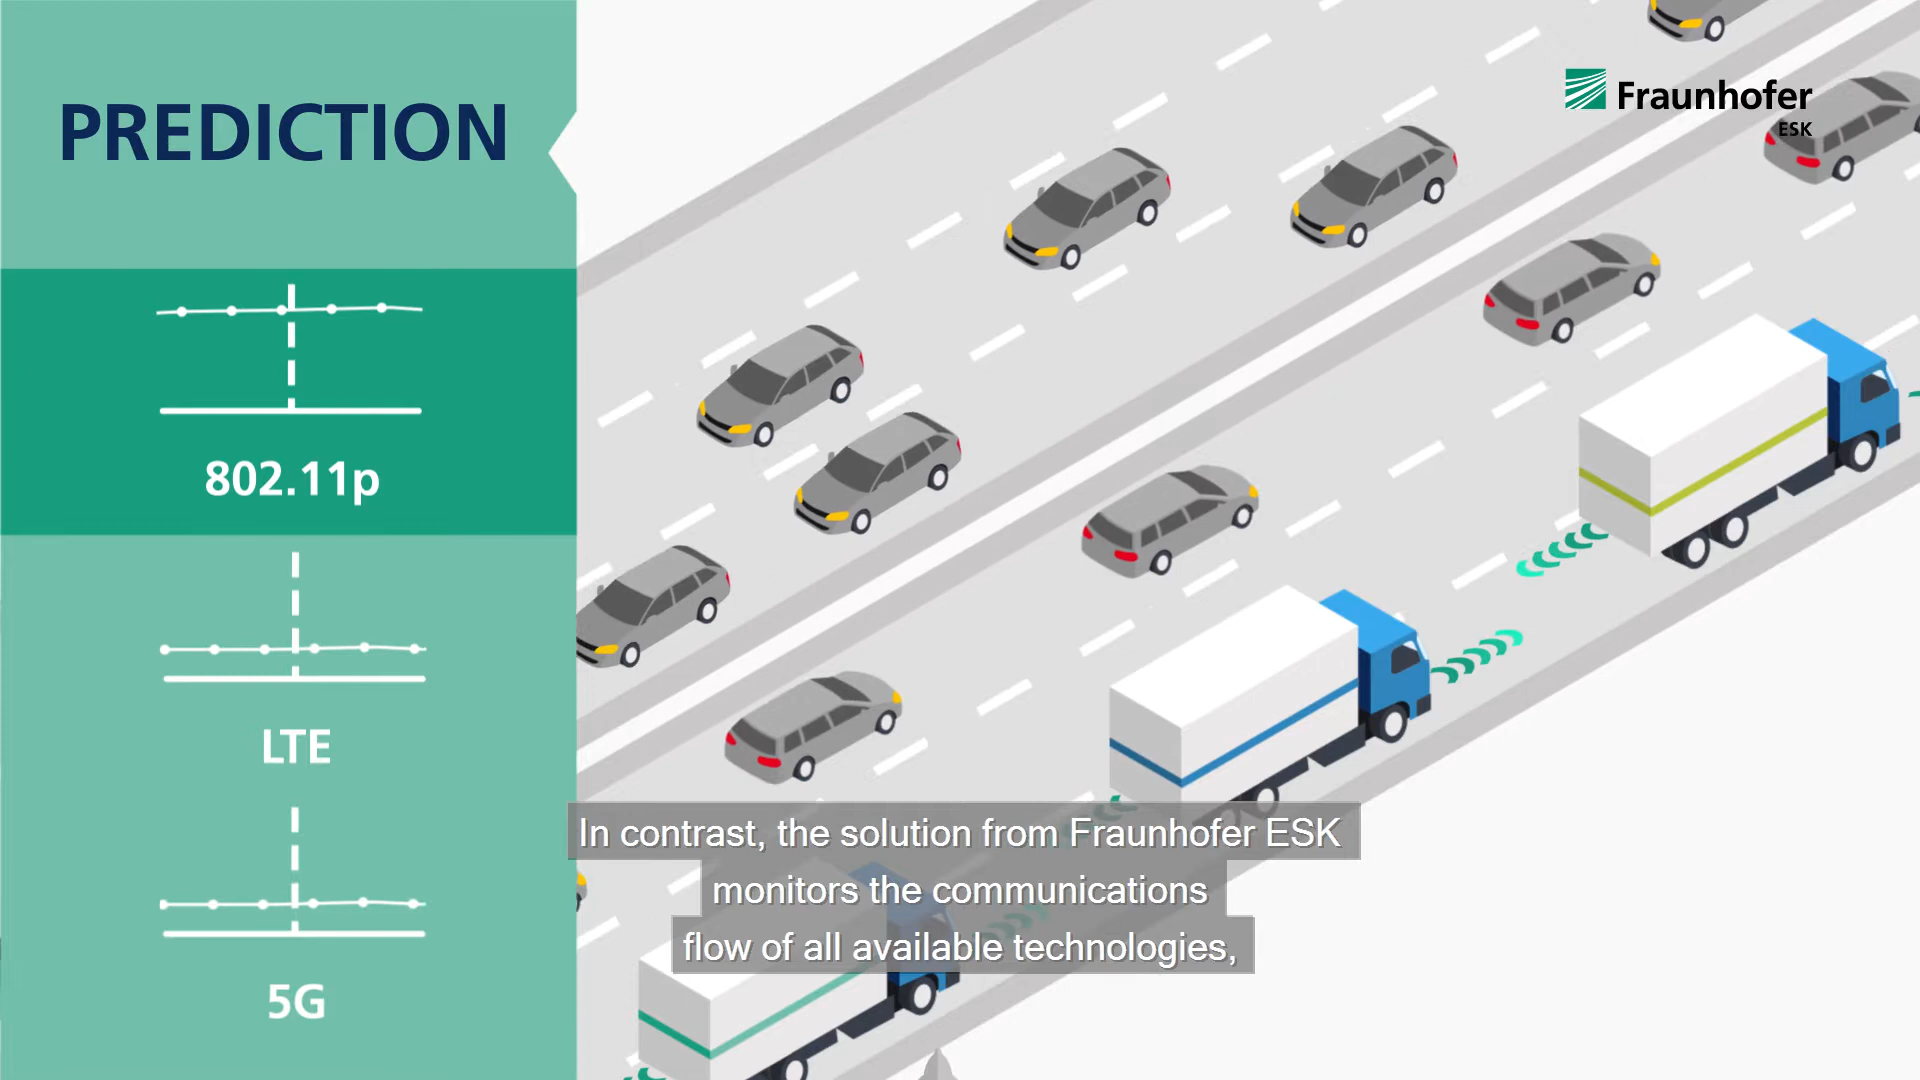 PREDICTION
802.11p
LTE
5G
Fraunhofer
ESK
In contrast, the solution from Fraunhofer ESK
monitors the communications
flow of all available technologies,